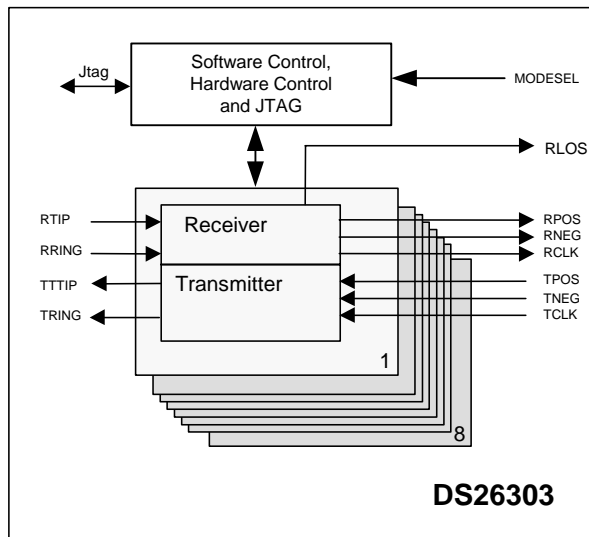 Jtag
Software Control,
Hardware Control
and JTAG
MODESEL
RLOS
RTIP
RRING
TTTIP
TRING
Receiver
Transmitter
RPOS
RNEG
RCLK
TPOS
TNEG
TCLK
1
8
DS26303